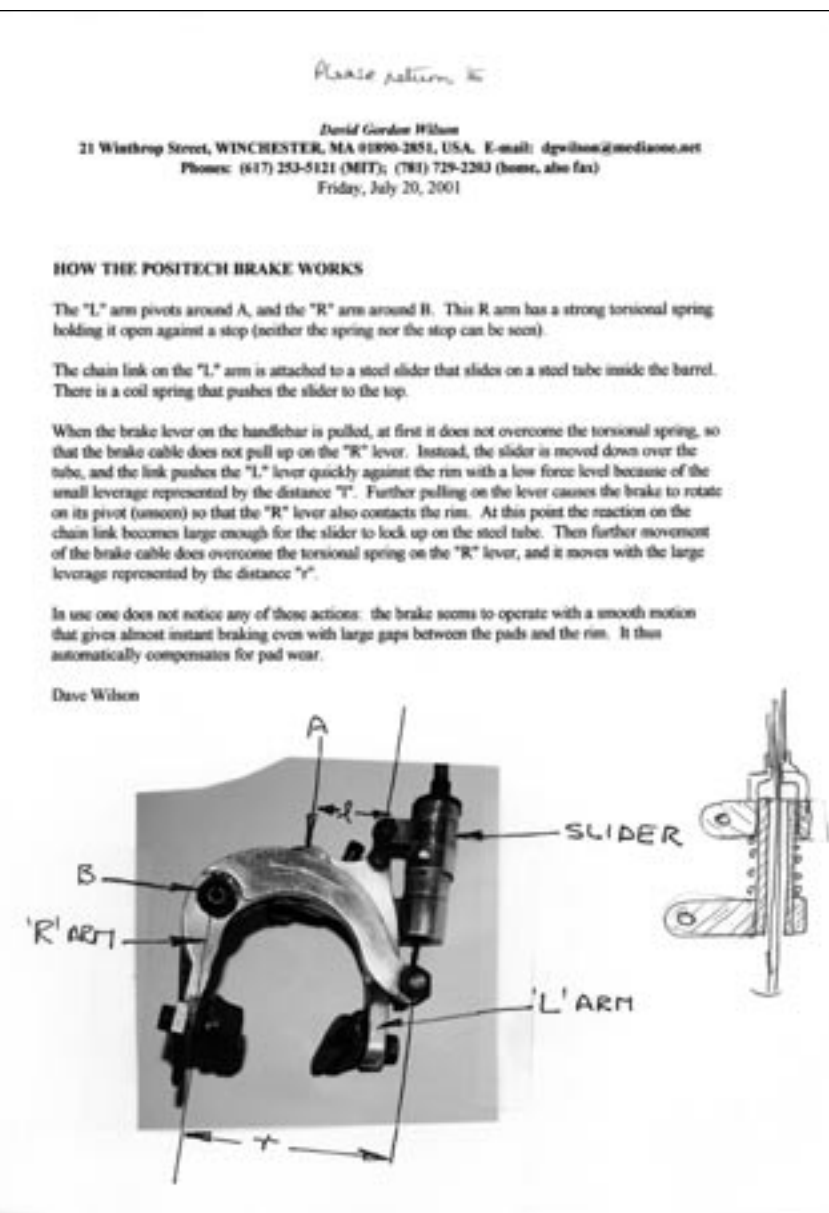 Please return to
David Gordon Wilson
21 Winthrop Street, WINCHESTER, MA 01890-2851, USA. E-mail: dgwilson@mediaone.net
Phones: (617) 253-5121 (MIT); (781) 729-2203 (home, also fax)
Friday, July 20, 2001
HOW THE POSITECH BRAKE WORKS
The "L" arm pivots around A, and the "R" arm around B. This R arm has a strong torsional spring
holding it open against a stop (neither the spring nor the stop can be seen).
The chain link on the "L" arm is attached to a steel slider that slides on a steel tube inside the barrel.
There is a coil spring that pushes the slider to the top.
When the brake lever on the handlebar is pulled, at first it does not overcome the torsional spring, so
that the brake cable does not pull up on the "R" lever. Instead, the slider is moved down over the
tube, and the link pushes the "L" lever quickly against the rim with a low force level because of the
small leverage represented by the distance "l". Further pulling on the lever causes the brake to rotate
on its pivot (unseen) so that the "R" lever also contacts the rim. At this point the reaction on the
chain link becomes large enough for the slider to lock up on the steel tube. Then further movement
of the brake cable does overcome the torsional spring on the "R" lever, and it moves with the large
leverage represented by the distance "r".
In use one does not notice any of these actions: the brake seems to operate with a smooth motion
that gives almost instant braking even with large gaps between the pads and the rim. It thus
automatically compensates for pad wear.
Dave Wilson
A
l
SLIDER
B
'R' ARM
'L' ARM
r